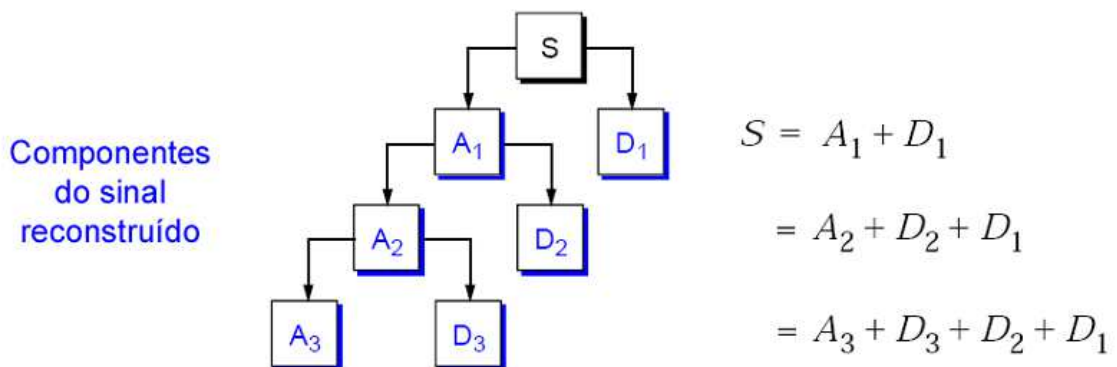 Componentes
do sinal
reconstruído
S
A₁ D₁
A₂ D₂
A₃ D₃
S = A₁ + D₁
= A₂ + D₂ + D₁
= A₃ + D₃ + D₂ + D₁